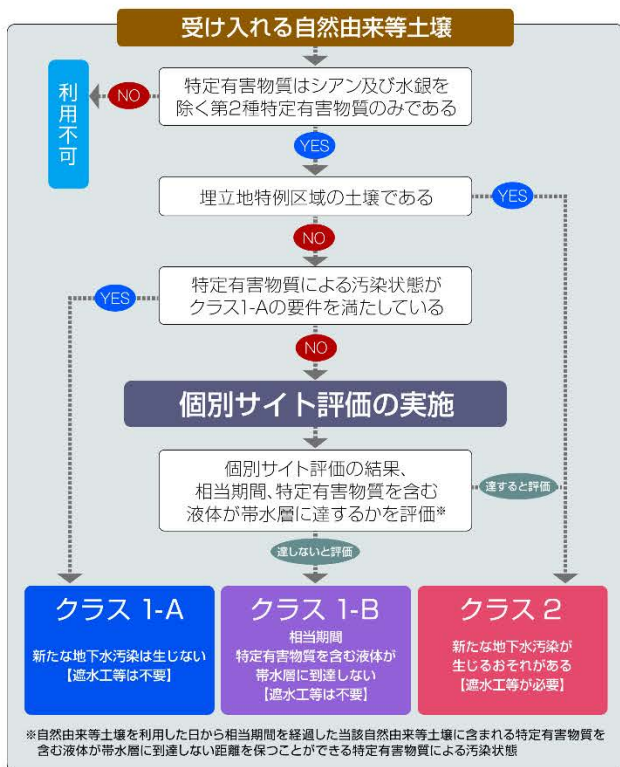 受け入れる自然由来等土壌
特定有害物質はシアン及び水銀を
除く第2種特定有害物質のみである
NO
利用不可
YES
埋立地特例区域の土壌である
YES
NO
特定有害物質による汚染状態が
クラス1-Aの要件を満たしている
YES
NO
個別サイト評価の実施
個別サイト評価の結果、
相当期間、特定有害物質を含む
液体が帯水層に達するかを評価※
達すると評価
達しないと評価
クラス 1-A
新たな地下水汚染は生じない
【遮水工等は不要】
クラス 1-B
相当期間
特定有害物質を含む液体が
帯水層に到達しない
【遮水工等は不要】
クラス 2
新たな地下水汚染が
生じるおそれがある
【遮水工等が必要】
※自然由来等土壌を利用した日から相当期間を経過した当該自然由来等土壌に含まれる特定有害物質を
含む液体が帯水層に到達しない距離を保つことができる特定有害物質による汚染状態